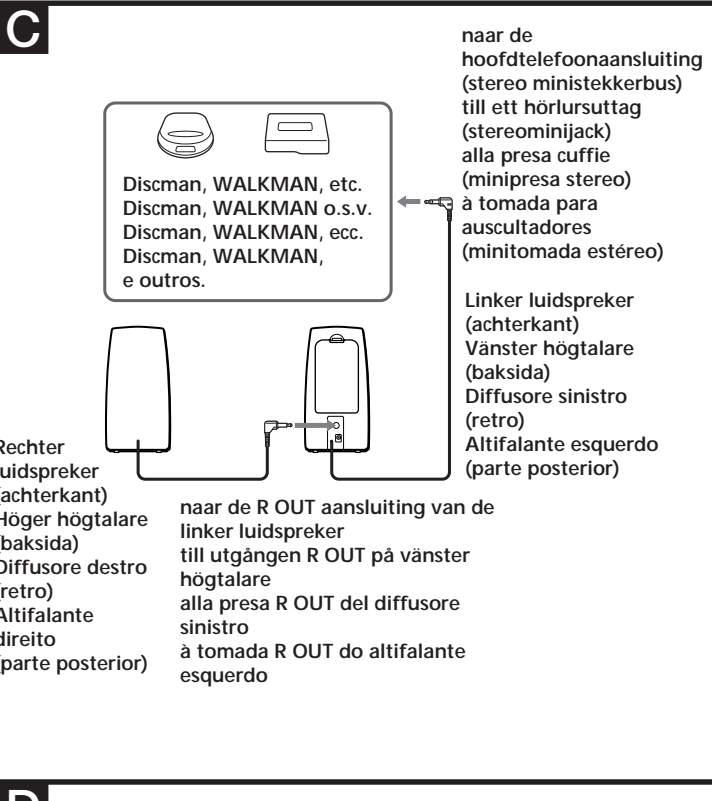 C
naar de
hoofdtelefoonaansluiting
(stereo ministekkerbus)
till ett hörlursuttag
(stereominijack)
alla presa cuffie
(minipresa stereo)
à tomada para
auscultadores
(minitomada estéreo)
Discman, WALKMAN, etc.
Discman, WALKMAN o.s.v.
Discman, WALKMAN, ecc.
Discman, WALKMAN,
e outros.
Linker luidspreker
(achterkant)
Vänster högtalare
(baksida)
Diffusore sinistro
(retro)
Altifalante esquerdo
(parte posterior)
Rechter
luidspreker
(achterkant)
Höger högtalare
(baksida)
Diffusore destro
(retro)
Altifalante
direito
(parte posterior)
naar de R OUT aansluiting van de
linker luidspreker
till utgången R OUT på vänster
högtalare
alla presa R OUT del diffusore
sinistro
à tomada R OUT do altifalante
esquerdo
D